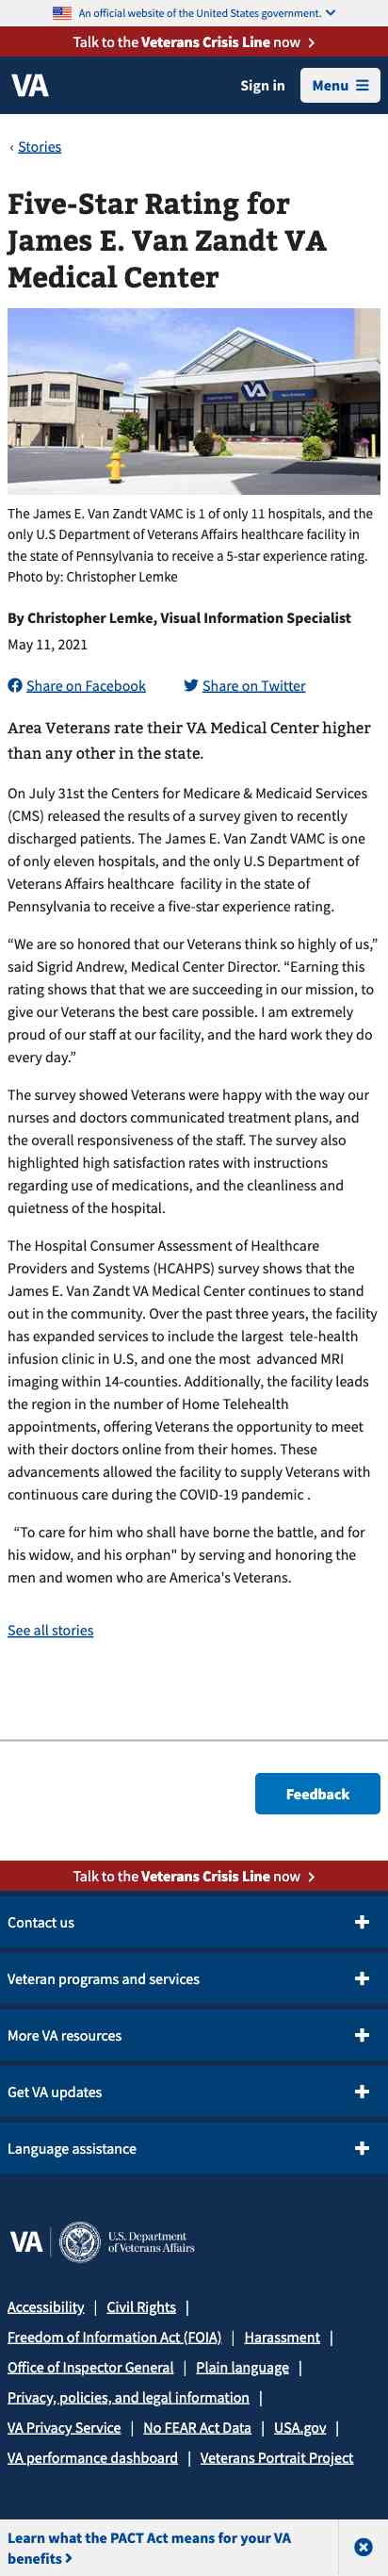 An official website of the United States government.
Talk to the Veterans Crisis Line now
VA
Sign in
Menu
‹ Stories
Five-Star Rating for
James E. Van Zandt VA
Medical Center
VA
The James E. Van Zandt VAMC is 1 of only 11 hospitals, and the
only U.S Department of Veterans Affairs healthcare facility in
the state of Pennsylvania to receive a 5-star experience rating.
Photo by: Christopher Lemke
By Christopher Lemke, Visual Information Specialist
May 11, 2021
Share on Facebook
Share on Twitter
Area Veterans rate their VA Medical Center higher
than any other in the state.
On July 31st the Centers for Medicare & Medicaid Services
(CMS) released the results of a survey given to recently
discharged patients. The James E. Van Zandt VAMC is one
of only eleven hospitals, and the only U.S Department of
Veterans Affairs healthcare  facility in the state of
Pennsylvania to receive a five-star experience rating.
“We are so honored that our Veterans think so highly of us,”
said Sigrid Andrew, Medical Center Director. “Earning this
rating shows that that we are succeeding in our mission, to
give our Veterans the best care possible. I am extremely
proud of our staff at our facility, and the hard work they do
every day.”
The survey showed Veterans were happy with the way our
nurses and doctors communicated treatment plans, and
the overall responsiveness of the staff. The survey also
highlighted high satisfaction rates with instructions
regarding use of medications, and the cleanliness and
quietness of the hospital.
The Hospital Consumer Assessment of Healthcare
Providers and Systems (HCAHPS) survey shows that the
James E. Van Zandt VA Medical Center continues to stand
out in the community. Over the past three years, the facility
has expanded services to include the largest  tele-health
infusion clinic in U.S, and one the most  advanced MRI
imaging within 14-counties. Additionally, the facility leads
the region in the number of Home Telehealth
appointments, offering Veterans the opportunity to meet
with their doctors online from their homes. These
advancements allowed the facility to supply Veterans with
continuous care during the COVID-19 pandemic .
“To care for him who shall have borne the battle, and for
his widow, and his orphan" by serving and honoring the
men and women who are America's Veterans.
See all stories
Feedback
Talk to the Veterans Crisis Line now
Contact us
Veteran programs and services
More VA resources
Get VA updates
Language assistance
VA
U.S. Department
of Veterans Affairs
Accessibility | Civil Rights |
Freedom of Information Act (FOIA) | Harassment |
Office of Inspector General | Plain language |
Privacy, policies, and legal information |
VA Privacy Service | No FEAR Act Data | USA.gov |
VA performance dashboard | Veterans Portrait Project
Learn what the PACT Act means for your VA
benefits